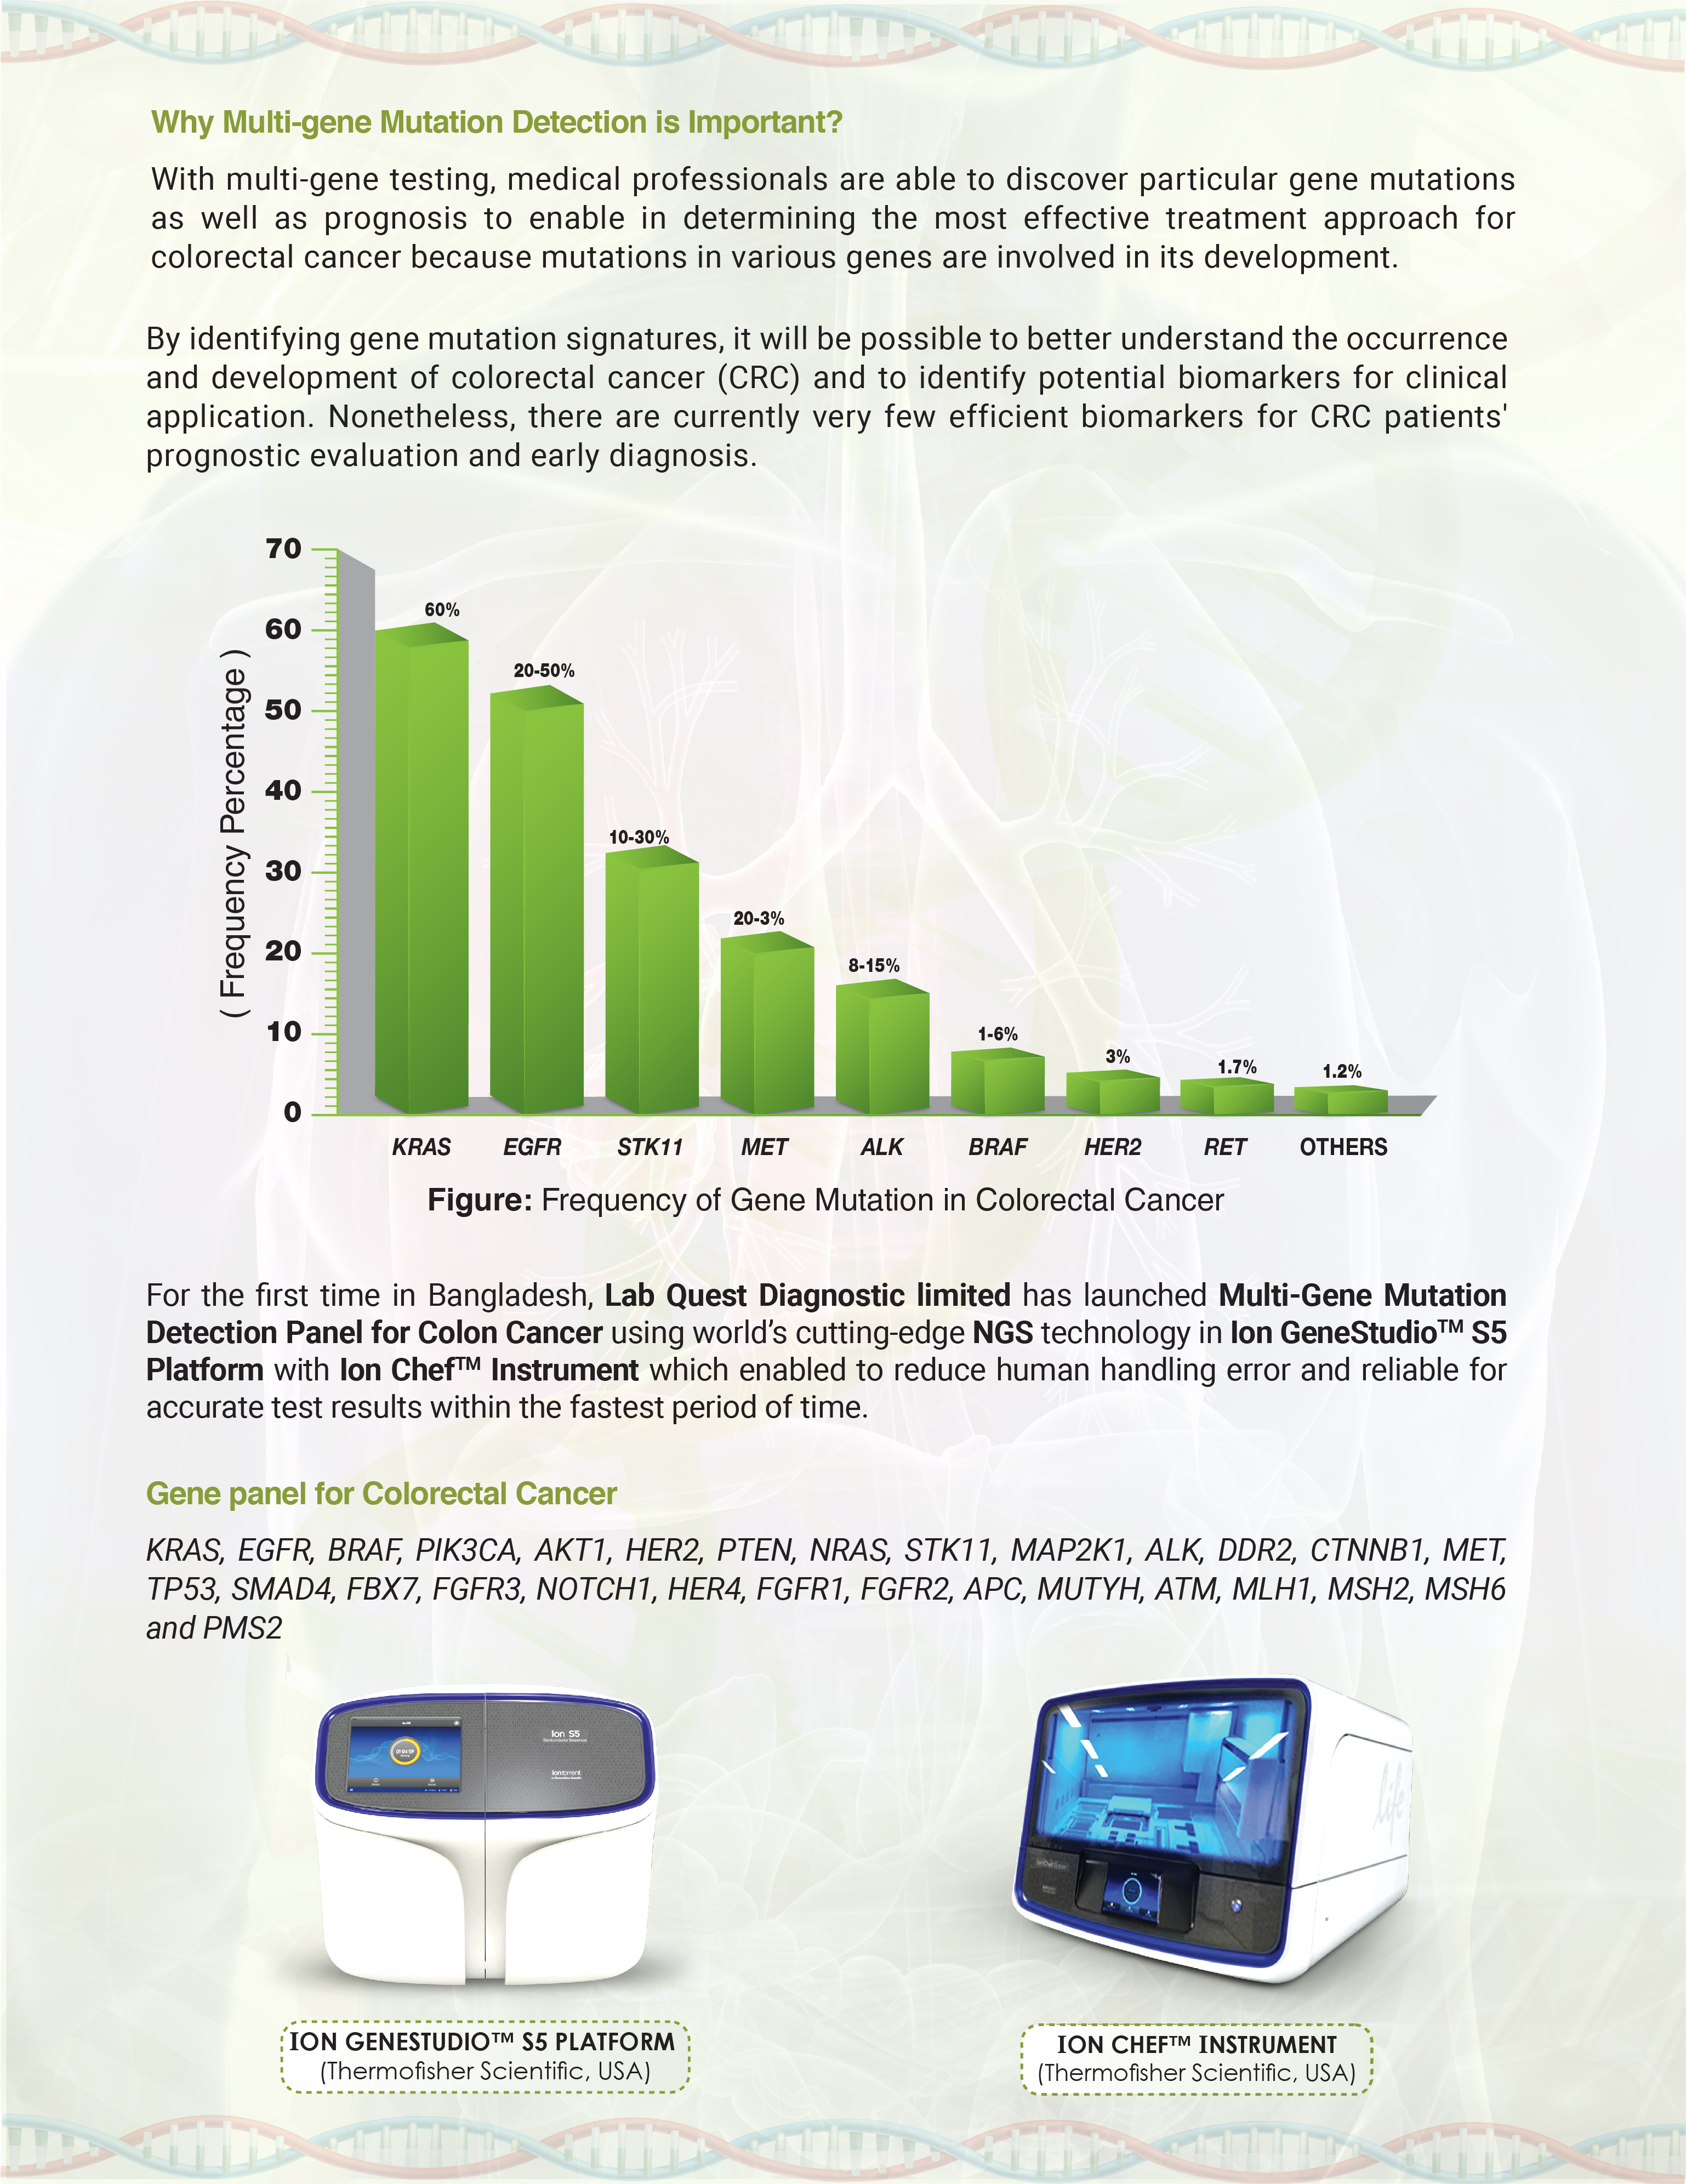 Why Multi-gene Mutation Detection is Important?
With multi-gene testing, medical professionals are able to discover particular gene mutations
as well as prognosis to enable in determining the most effective treatment approach for
colorectal cancer because mutations in various genes are involved in its development.
By identifying gene mutation signatures, it will be possible to better understand the occurrence
and development of colorectal cancer (CRC) and to identify potential biomarkers for clinical
application. Nonetheless, there are currently very few efficient biomarkers for CRC patients'
prognostic evaluation and early diagnosis.
( Frequency Percentage )
70
60
50
40
30
20
10
0
60%
20-50%
10-30%
20-3%
8-15%
1-6%
3%
1.7%
1.2%
KRAS EGFR STK11 MET ALK BRAF HER2 RET OTHERS
Figure: Frequency of Gene Mutation in Colorectal Cancer
For the first time in Bangladesh, Lab Quest Diagnostic limited has launched Multi-Gene Mutation
Detection Panel for Colon Cancer using world’s cutting-edge NGS technology in Ion GeneStudio™ S5
Platform with Ion Chef™ Instrument which enabled to reduce human handling error and reliable for
accurate test results within the fastest period of time.
Gene panel for Colorectal Cancer
KRAS, EGFR, BRAF, PIK3CA, AKT1, HER2, PTEN, NRAS, STK11, MAP2K1, ALK, DDR2, CTNNB1, MET,
TP53, SMAD4, FBX7, FGFR3, NOTCH1, HER4, FGFR1, FGFR2, APC, MUTYH, ATM, MLH1, MSH2, MSH6
and PMS2
Ion S5
iontorrent
life
ION GENESTUDIO™ S5 PLATFORM
(Thermofisher Scientific, USA)
ION CHEF™ INSTRUMENT
(Thermofisher Scientific, USA)